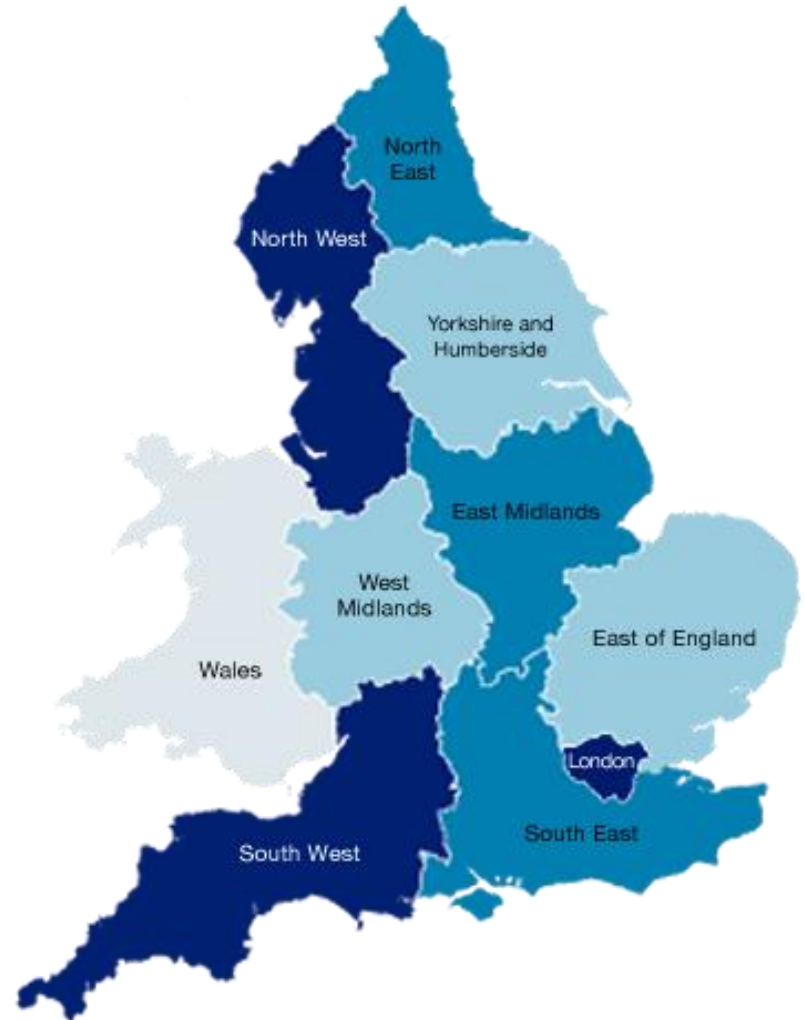 North
East
North West
Yorkshire and
Humberside
East Midlands
West
Midlands
East of England
Wales
London
South East
South West